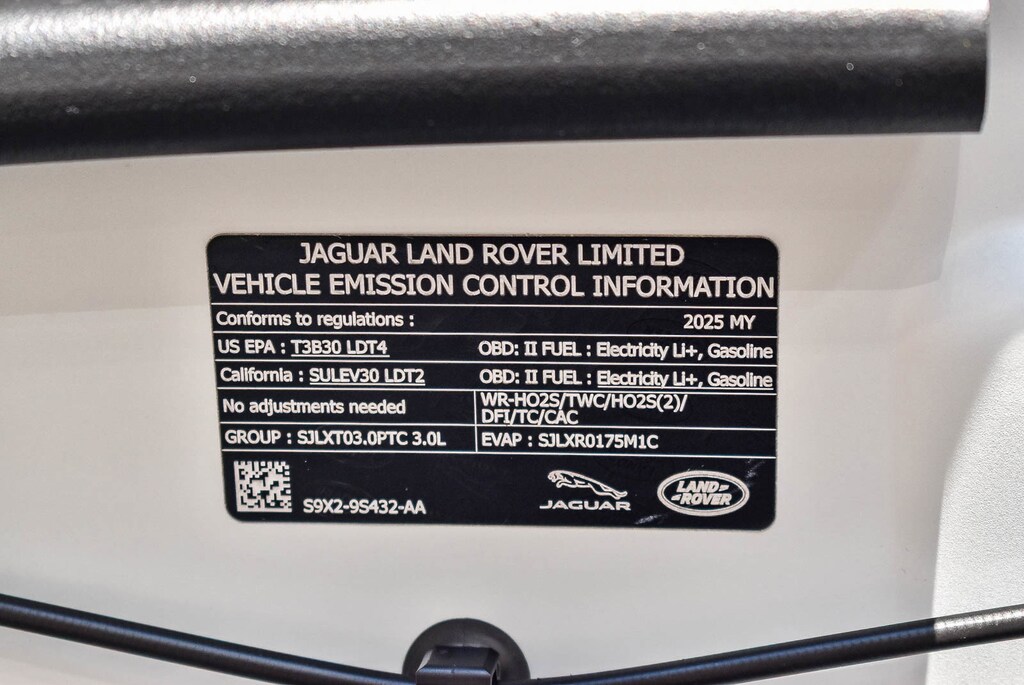 JAGUAR LAND ROVER LIMITED
VEHICLE EMISSION CONTROL INFORMATION
Conforms to regulations : 2025 MY
US EPA : T3B30 LDT4 OBD: II FUEL : Electricity Li+, Gasoline
California : SULEV30 LDT2 OBD: II FUEL : Electricity Li+, Gasoline
No adjustments needed
WR-HO2S/TWC/HO2S(2)/
DFI/TC/CAC
GROUP : SJLXT03.0PTC 3.0L EVAP : SJLXR0175M1C
S9X2-9S432-AA
JAGUAR
LAND-
-ROVER